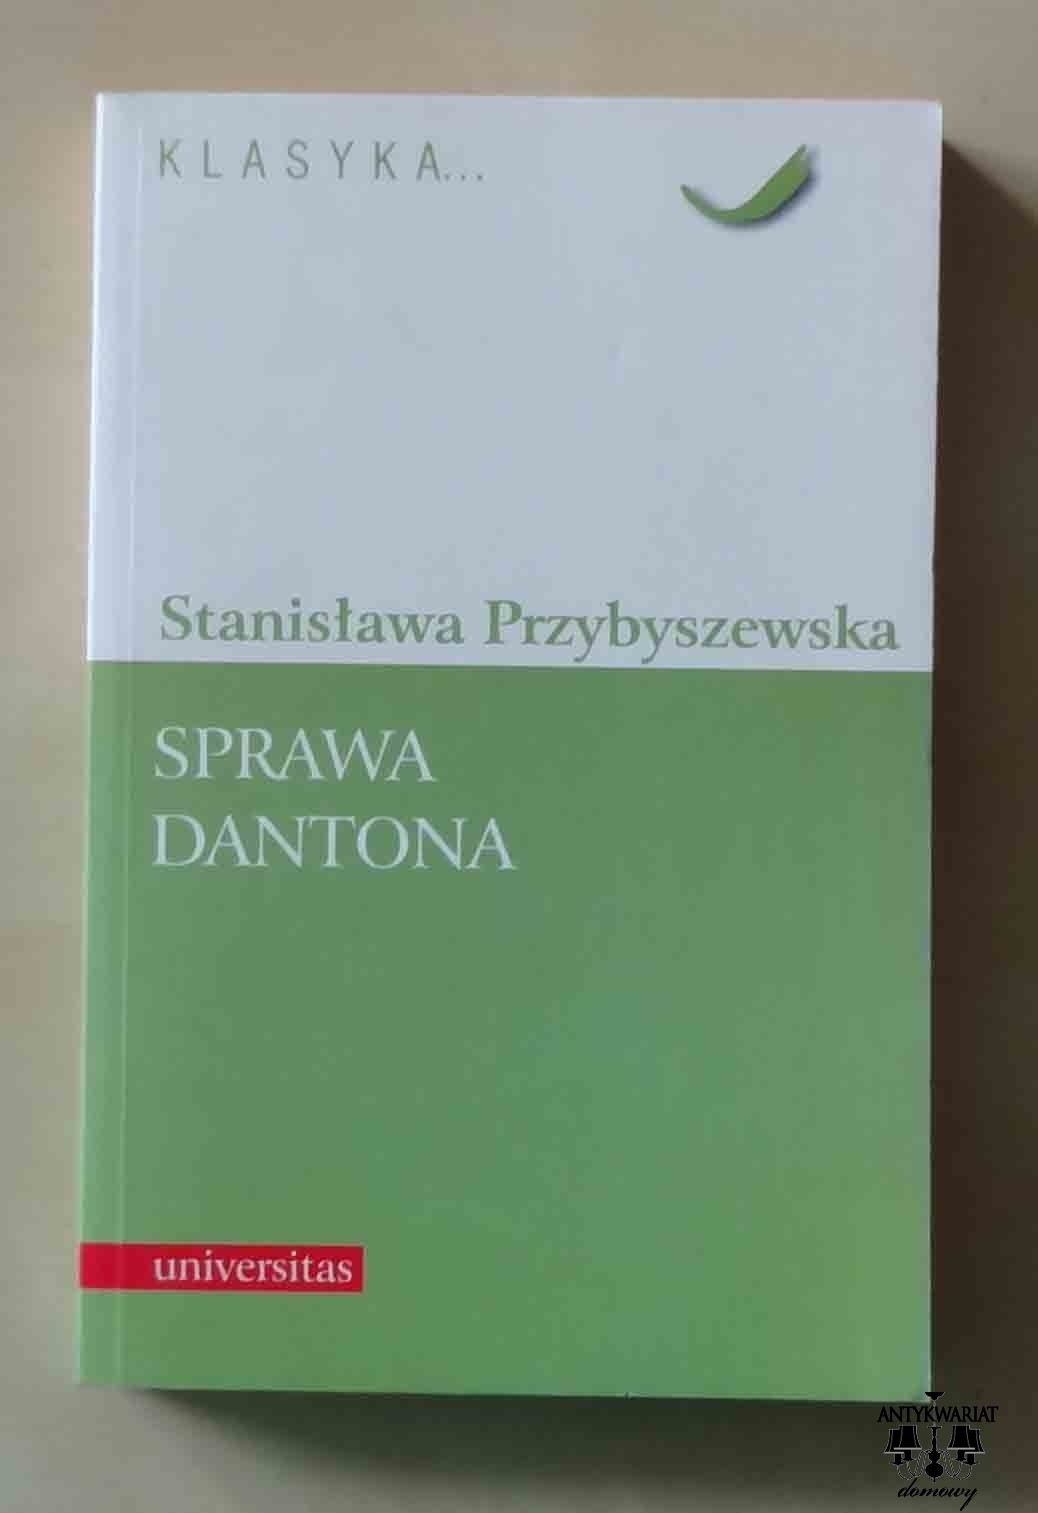 KLASYKA...
Stanisława Przybyszewska
SPRAWA
DANTONA
universitas
ANTYKWARIAT
domowy